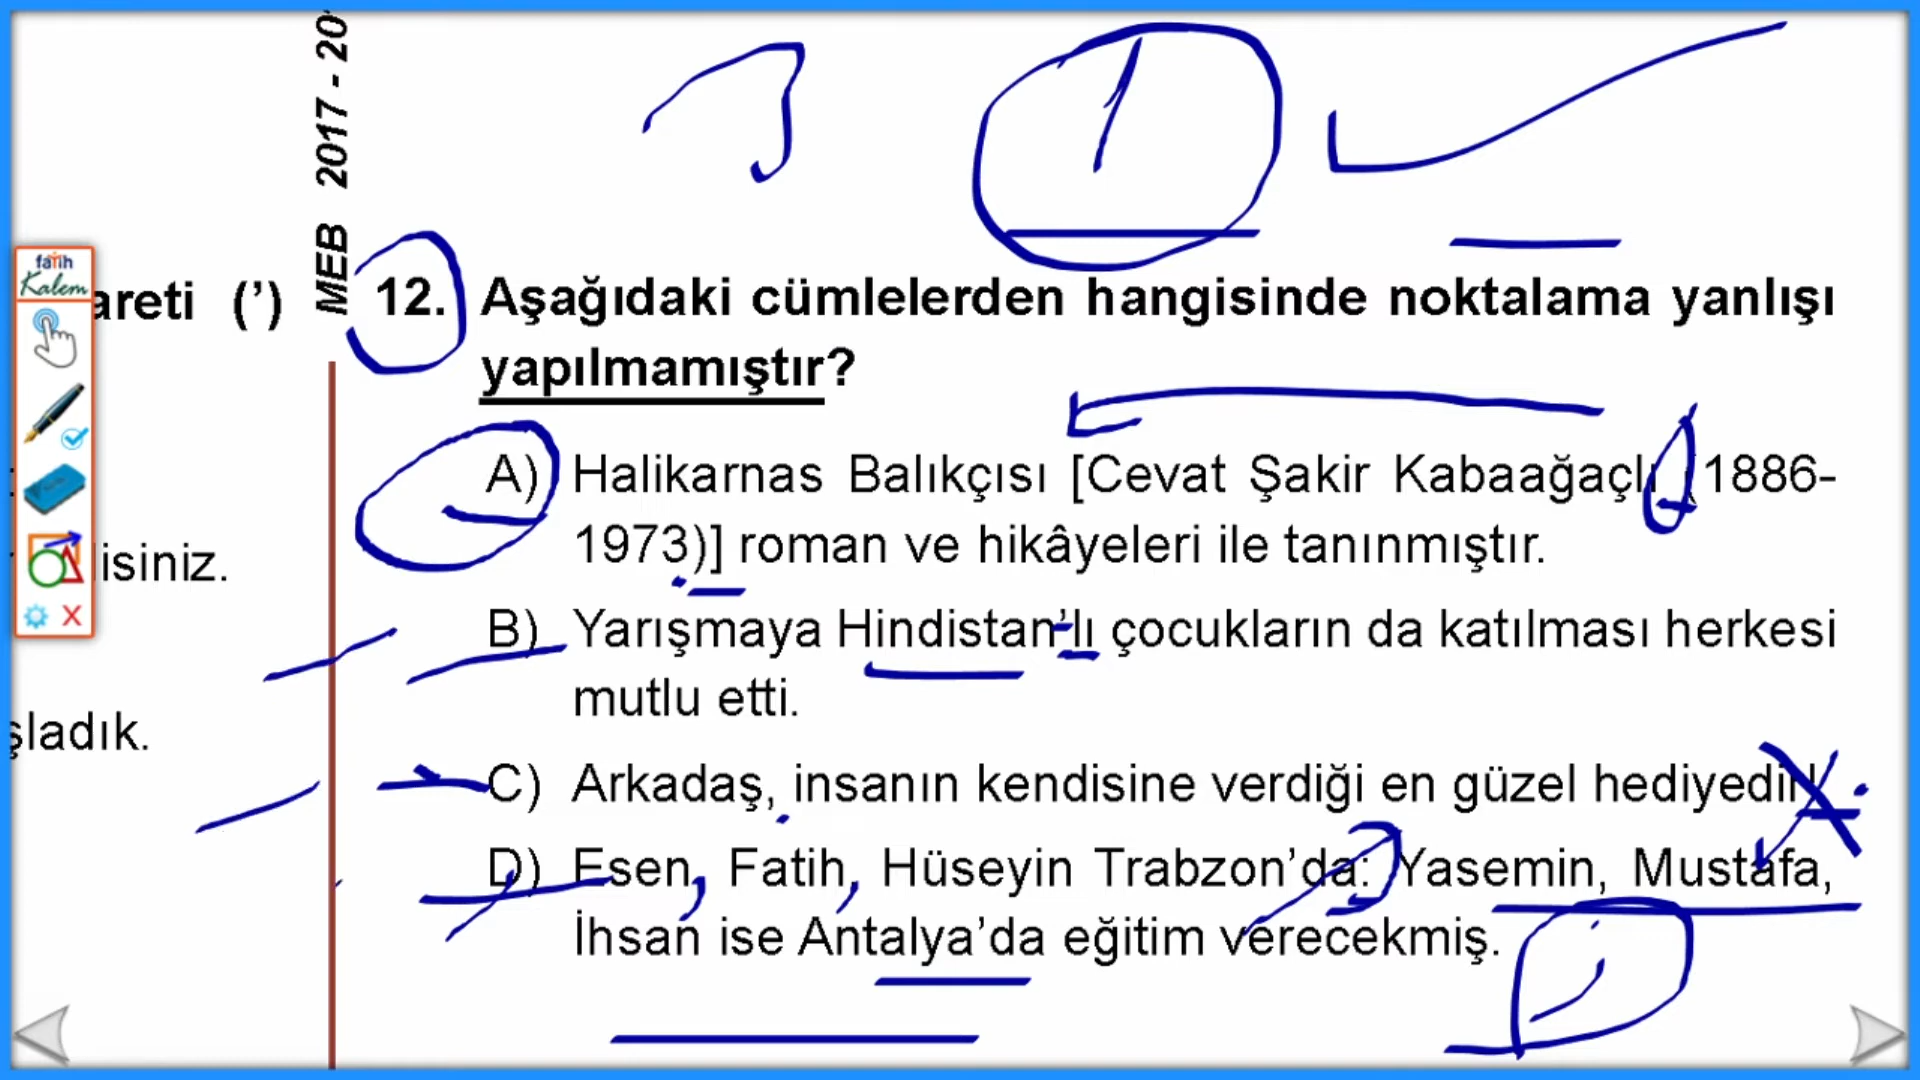 MEB 2017 - 20
fatih
Kalem
areti (’)
lisiniz.
şladık.
12. Aşağıdaki cümlelerden hangisinde noktalama yanlışı
yapılmamıştır?
A) Halikarnas Balıkçısı [Cevat Şakir Kabaağaçlı (1886-
1973)] roman ve hikâyeleri ile tanınmıştır.
B) Yarışmaya Hindistan’lı çocukların da katılması herkesi
mutlu etti.
C) Arkadaş, insanın kendisine verdiği en güzel hediyedir!
D) Esen, Fatih, Hüseyin Trabzon’da: Yasemin, Mustafa,
İhsan ise Antalya’da eğitim verecekmiş.